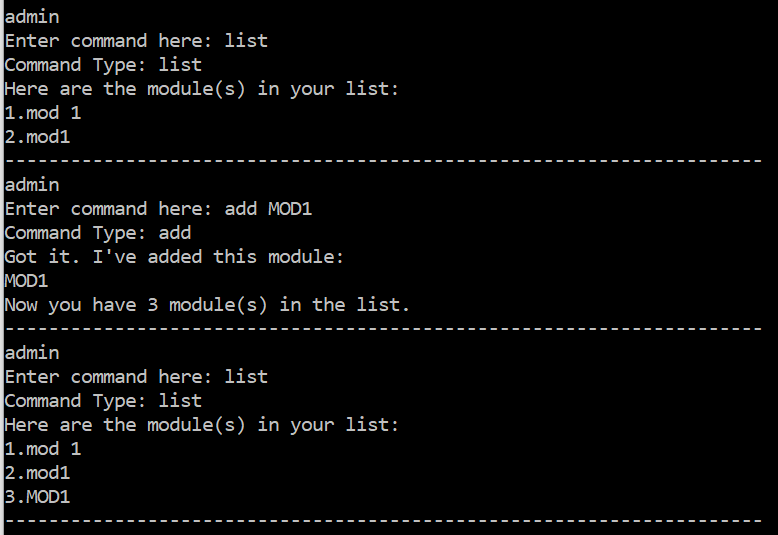 admin
Enter command here: list
Command Type: list
Here are the module(s) in your list:
1.mod 1
2.mod1
---------------------------------------------------------------------
admin
Enter command here: add MOD1
Command Type: add
Got it. I've added this module:
MOD1
Now you have 3 module(s) in the list.
---------------------------------------------------------------------
admin
Enter command here: list
Command Type: list
Here are the module(s) in your list:
1.mod 1
2.mod1
3.MOD1
---------------------------------------------------------------------